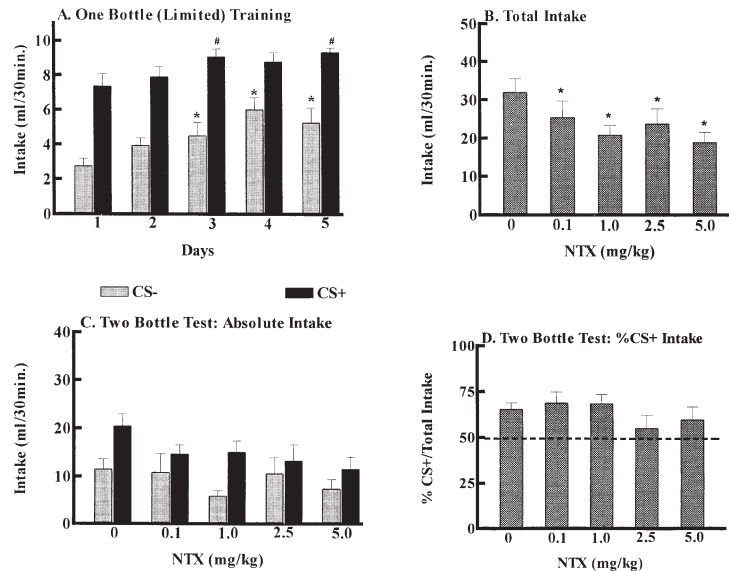 A. One Bottle (Limited) Training
Intake (ml/30min.)
10
8
6
4
2
0
# #
* * *
1 2 3 4 5
Days
B. Total Intake
Intake (ml/30min.)
50
40
30
20
10
0
* * * *
0 0.1 1.0 2.5 5.0
NTX (mg/kg)
CS- CS+
C. Two Bottle Test: Absolute Intake
Intake (ml/30min.)
40
30
20
10
0
0 0.1 1.0 2.5 5.0
NTX (mg/kg)
D. Two Bottle Test: %CS+ Intake
% CS+/Total Intake
100
75
50
25
0
0 0.1 1.0 2.5 5.0
NTX (mg/kg)